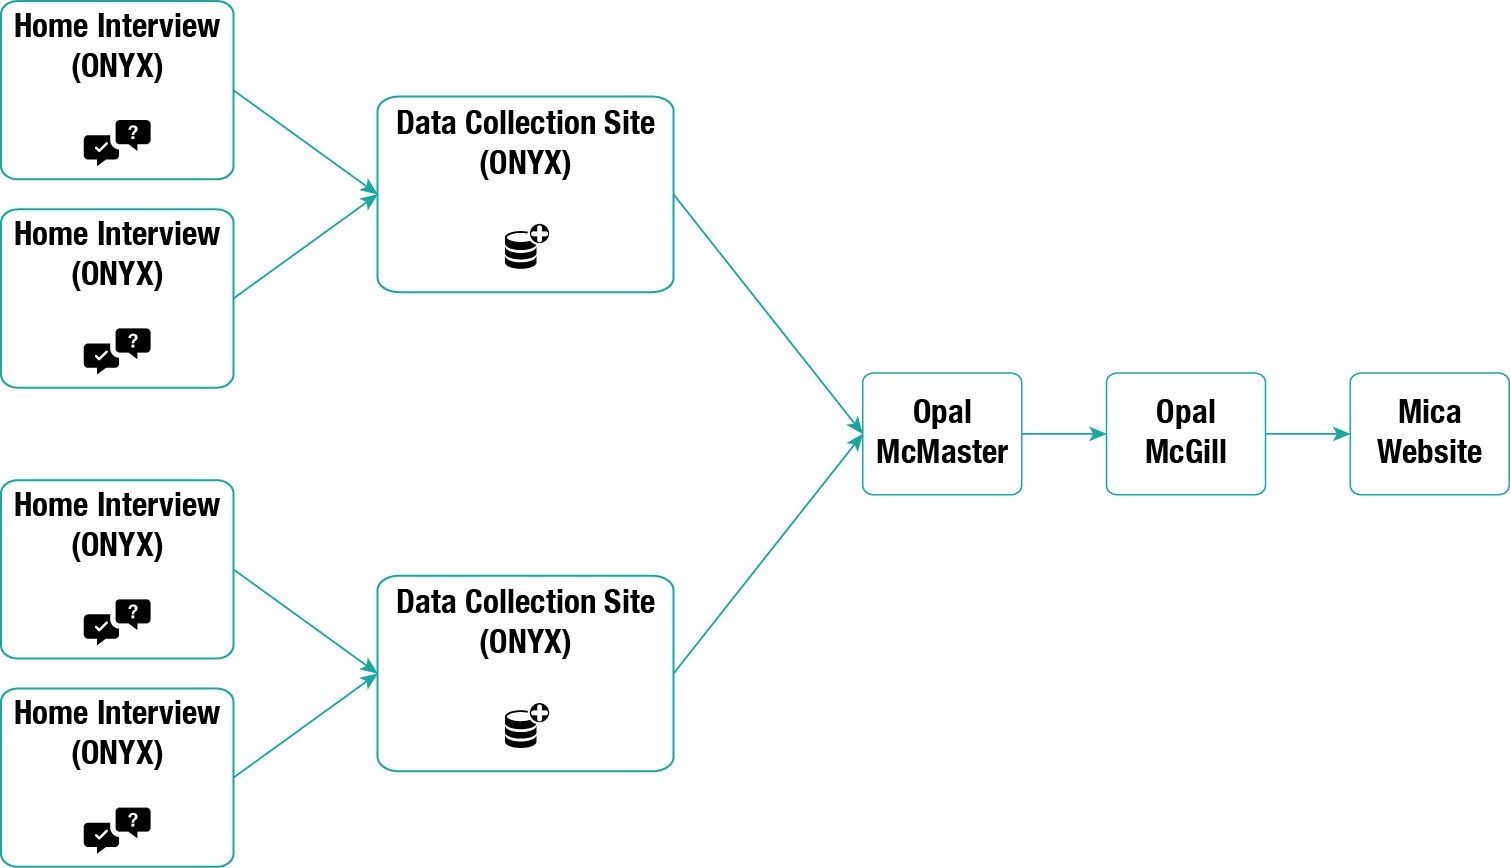 Home Interview
(ONYX)
?
Home Interview
(ONYX)
?
Data Collection Site
(ONYX)
Home Interview
(ONYX)
?
Home Interview
(ONYX)
?
Data Collection Site
(ONYX)
Opal
McMaster
Opal
McGill
Mica
Website